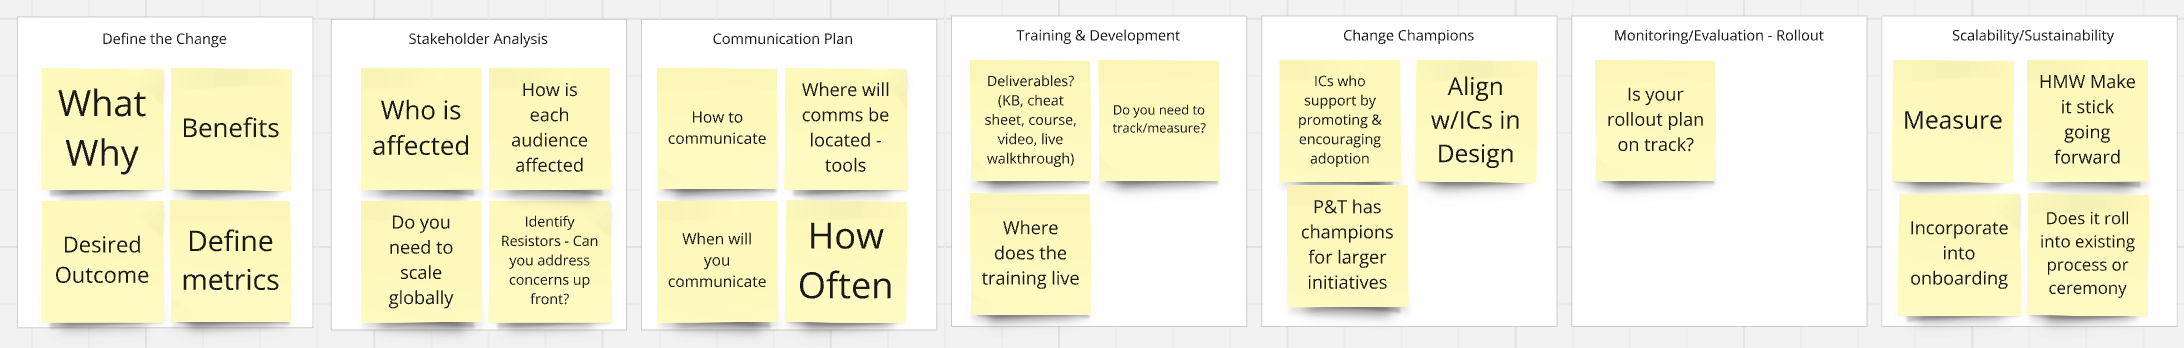 Define the Change
What
Why
Benefits
Desired
Outcome
Define
metrics
Stakeholder Analysis
Who is
affected
How is
each
audience
affected
Do you
need to
scale
globally
Identify
Resistors - Can
you address
concerns up
front?
Communication Plan
How to
communicate
Where will
comms be
located -
tools
When will
you
communicate
How
Often
Training & Development
Deliverables?
(KB, cheat
sheet, course,
video, live
walkthrough)
Do you need to
track/measure?
Where
does the
training live
Change Champions
ICs who
support by
promoting &
encouraging
adoption
Align
w/ICs in
Design
P&T has
champions
for larger
initiatives
Monitoring/Evaluation - Rollout
Is your
rollout plan
on track?
Scalability/Sustainability
Measure
HMW Make
it stick
going
forward
Incorporate
into
onboarding
Does it roll
into existing
process or
ceremony